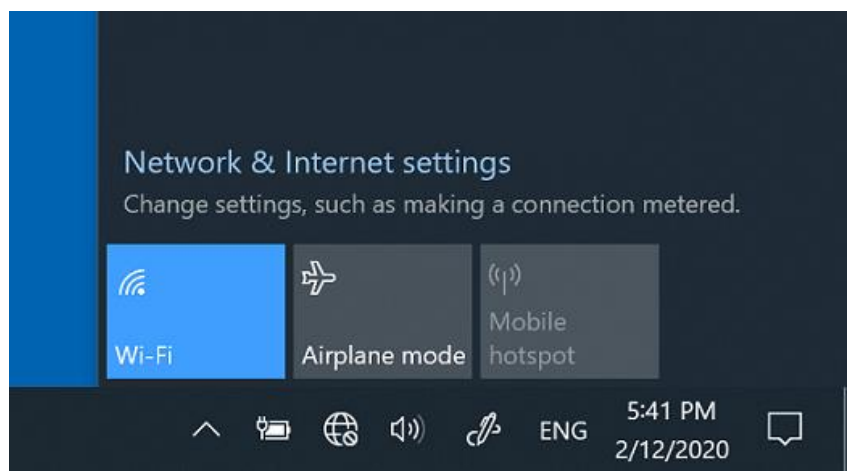 Network & Internet settings
Change settings, such as making a connection metered.
Wi-Fi
Airplane mode
Mobile
hotspot
ENG
5:41 PM
2/12/2020